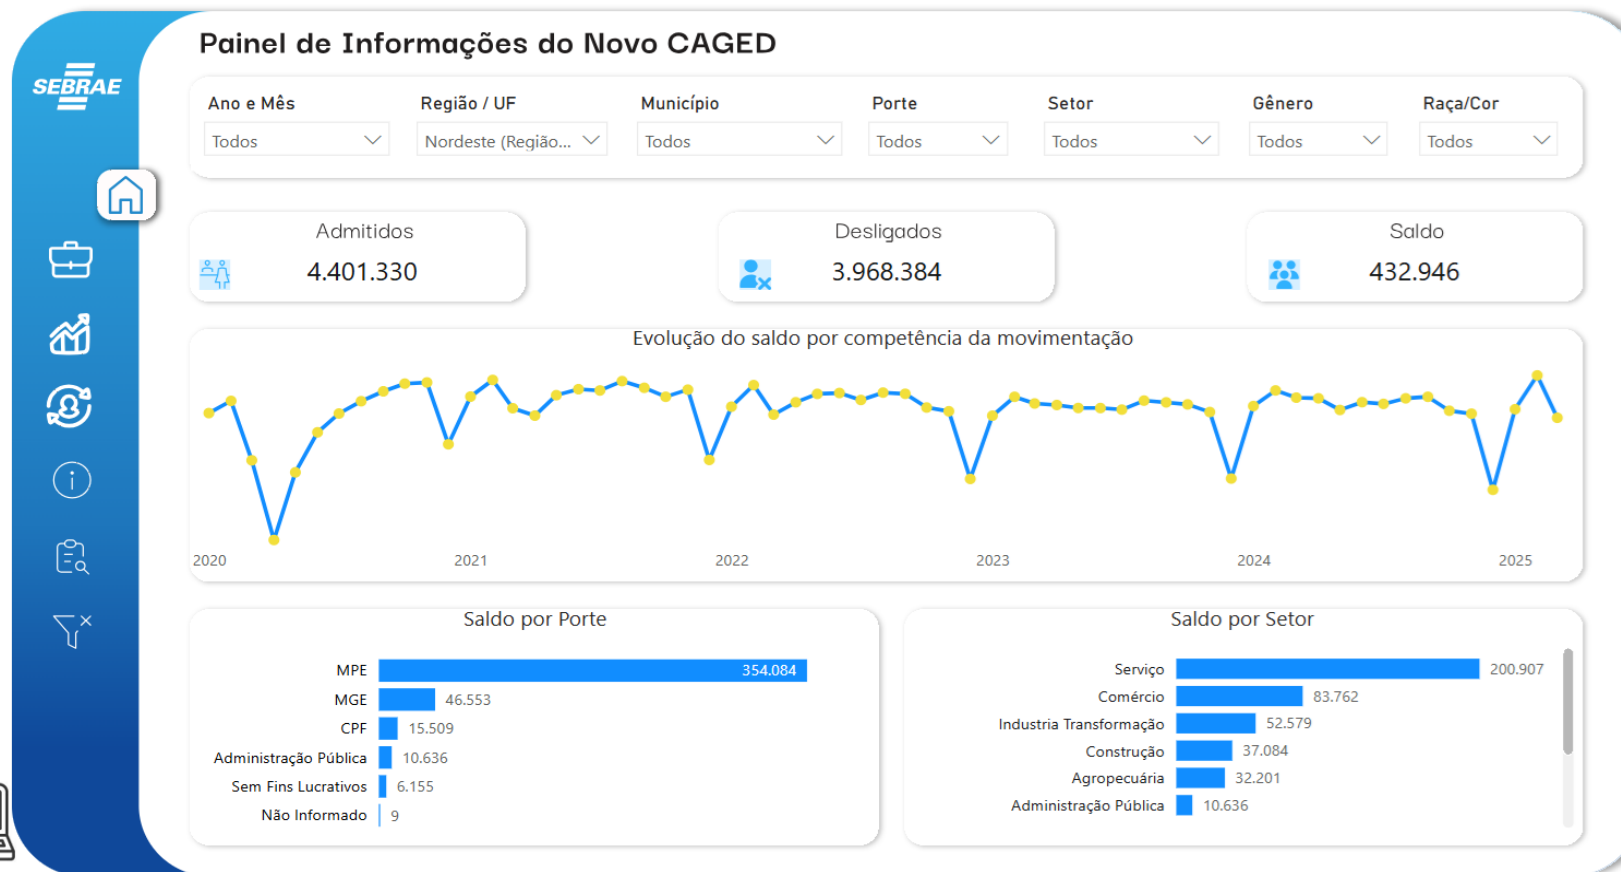 Painel de Informações do Novo CAGED
SEBRAE
Ano e Mês
Todos
Região / UF
Nordeste (Região...
Município
Todos
Porte
Todos
Setor
Todos
Gênero
Todos
Raça/Cor
Todos
Admitidos
4.401.330
Desligados
3.968.384
Saldo
432.946
Evolução do saldo por competência da movimentação
2020 2021 2022 2023 2024 2025
Saldo por Porte
MPE 354.084
MGE 46.553
CPF 15.509
Administração Pública 10.636
Sem Fins Lucrativos 6.155
Não Informado 9
Saldo por Setor
Serviço 200.907
Comércio 83.762
Industria Transformação 52.579
Construção 37.084
Agropecuária 32.201
Administração Pública 10.636